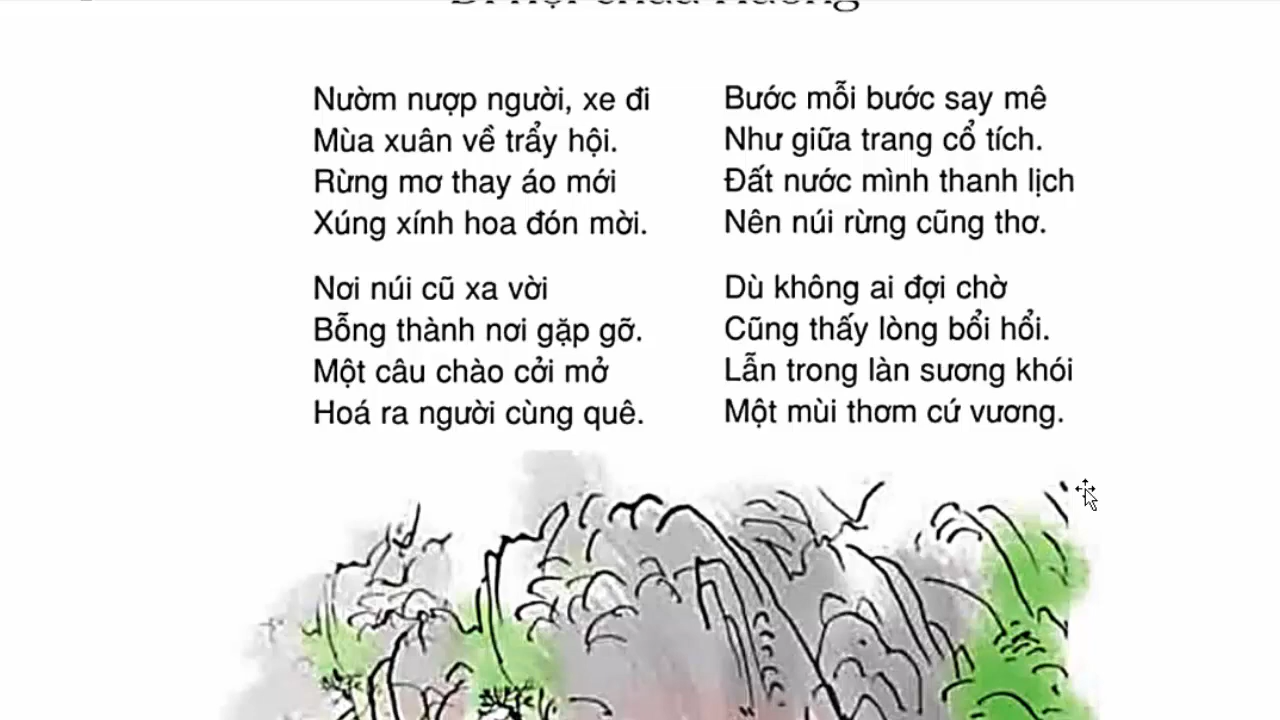 Đi hội chùa Hương
Nườm nượp người, xe đi
Mùa xuân về trẩy hội.
Rừng mơ thay áo mới
Xúng xính hoa đón mời.
Nơi núi cũ xa vời
Bỗng thành nơi gặp gỡ.
Một câu chào cởi mở
Hoá ra người cùng quê.
Bước mỗi bước say mê
Như giữa trang cổ tích.
Đất nước mình thanh lịch
Nên núi rừng cũng thơ.
Dù không ai đợi chờ
Cũng thấy lòng bổi hổi.
Lẫn trong làn sương khói
Một mùi thơm cứ vương.